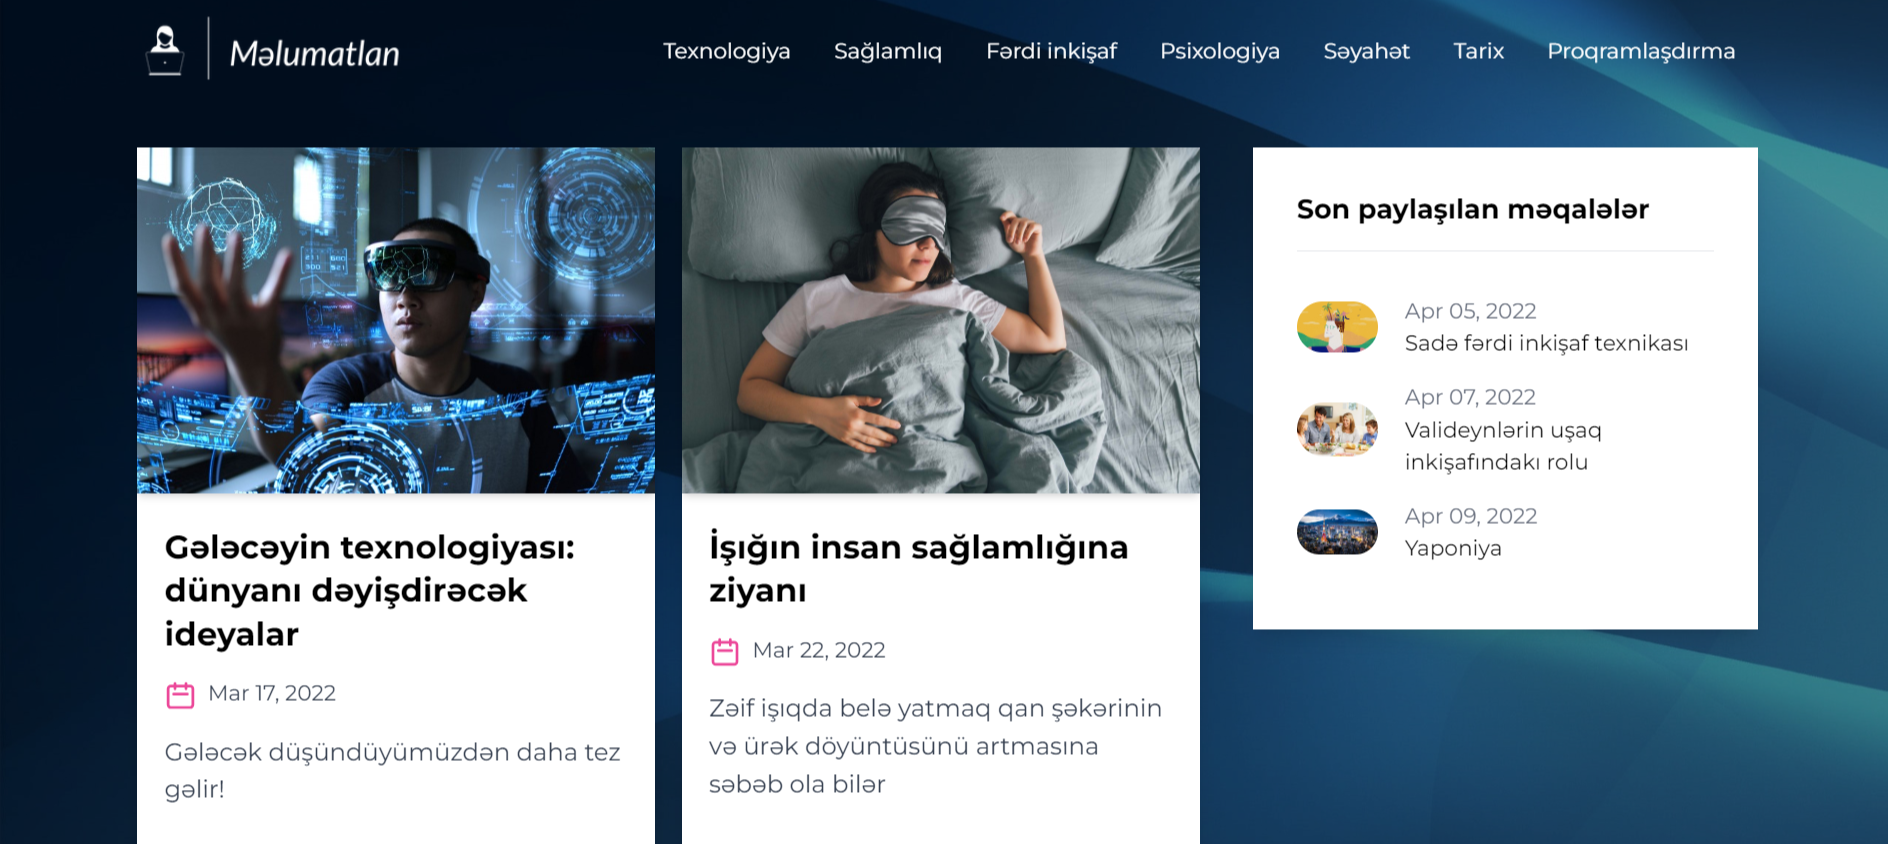 Məlumatlan
Texnologiya Sağlamlıq Fərdi inkişaf Psixologiya Səyahət Tarix Proqramlaşdırma
Gələcəyin texnologiyası:
dünyanı dəyişdirəcək
ideyalar
Mar 17, 2022
Gələcək düşündüyümüzdən daha tez
gəlir!
İşığın insan sağlamlığına
ziyanı
Mar 22, 2022
Zəif işıqda belə yatmaq qan şəkərinin
və ürək döyüntüsünü artmasına
səbəb ola bilər
Son paylaşılan məqalələr
Apr 05, 2022
Sadə fərdi inkişaf texnikası
Apr 07, 2022
Valideynlərin uşaq
inkişafındakı rolu
Apr 09, 2022
Yaponiya